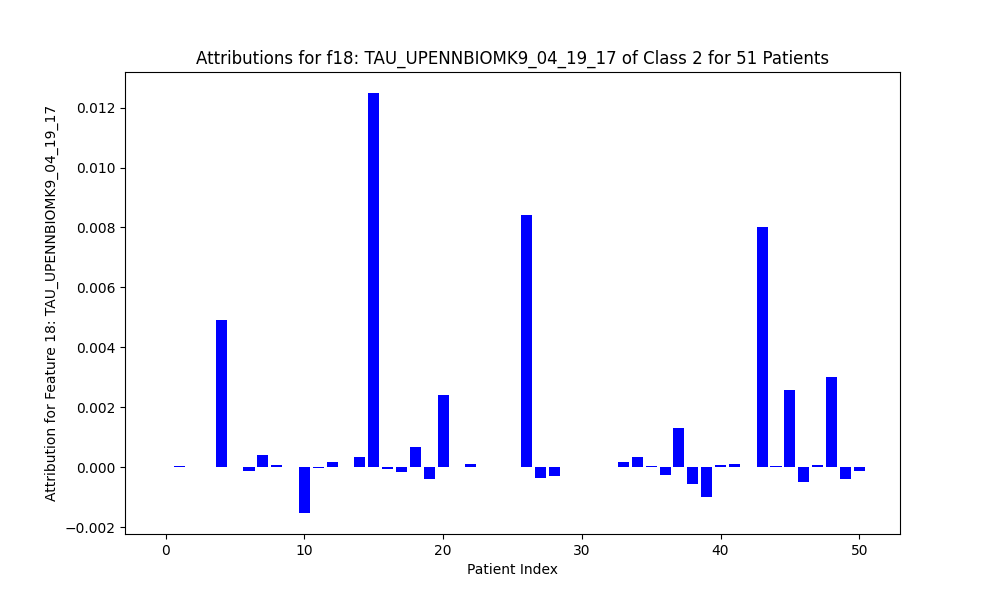 Attributions for f18: TAU_UPENNBIOMK9_04_19_17 of Class 2 for 51 Patients
Attribution for Feature 18: TAU_UPENNBIOMK9_04_19_17
0.012
0.010
0.008
0.006
0.004
0.002
0.000
−0.002
0 10 20 30 40 50
Patient Index